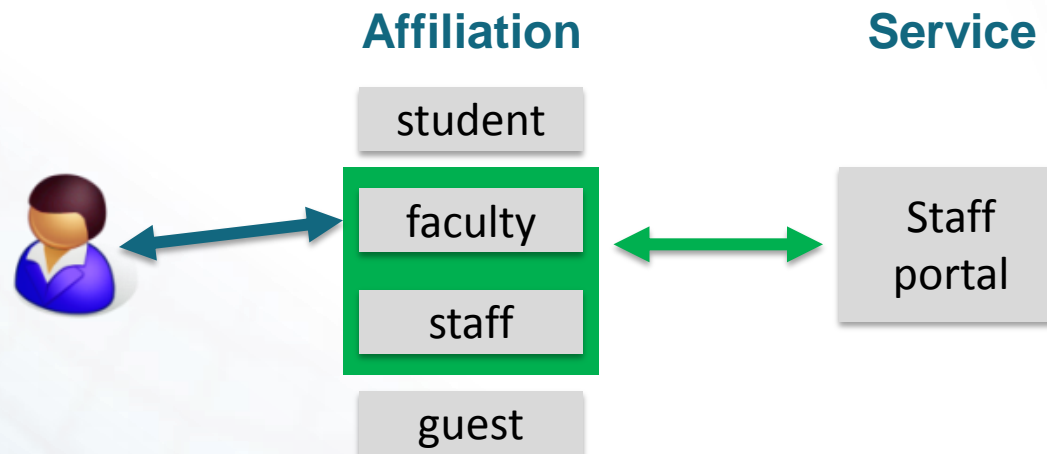 Affiliation
Service
student
faculty
staff
guest
Staff
portal